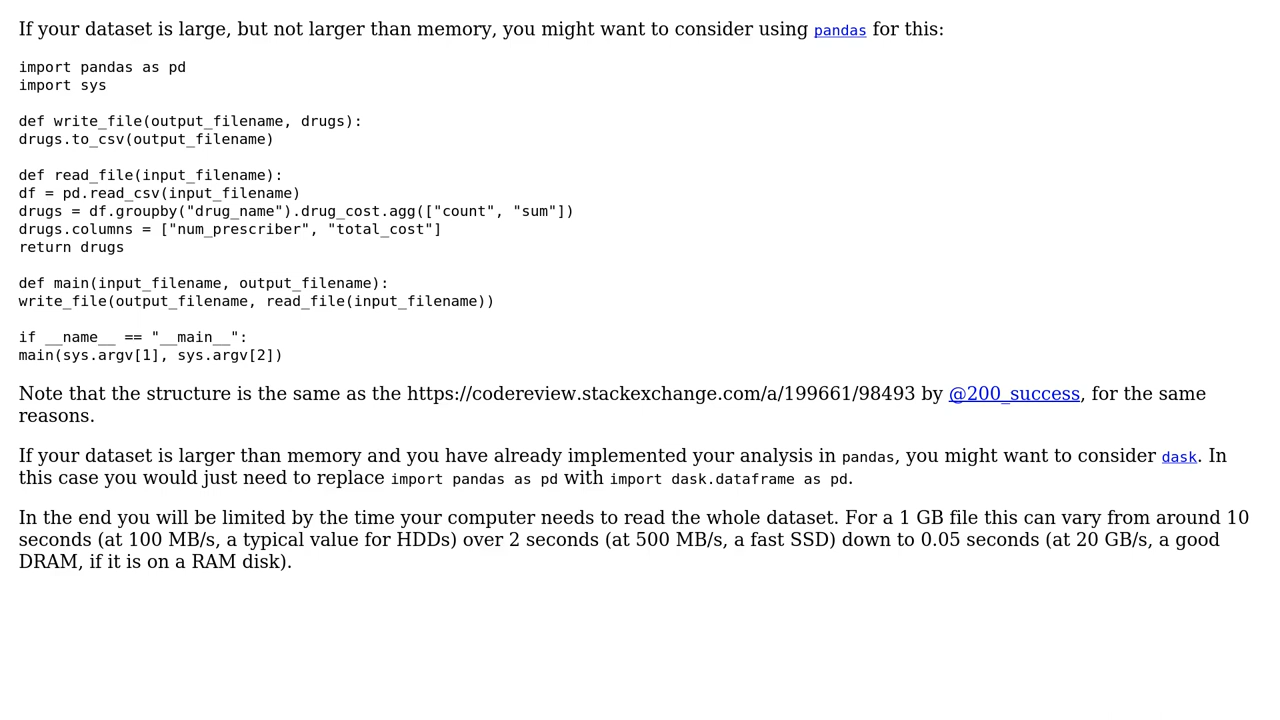 If your dataset is large, but not larger than memory, you might want to consider using pandas for this:
import pandas as pd
import sys
def write_file(output_filename, drugs):
drugs.to_csv(output_filename)
def read_file(input_filename):
df = pd.read_csv(input_filename)
drugs = df.groupby("drug_name").drug_cost.agg(["count", "sum"])
drugs.columns = ["num_prescriber", "total_cost"]
return drugs
def main(input_filename, output_filename):
write_file(output_filename, read_file(input_filename))
if __name__ == "__main__":
main(sys.argv[1], sys.argv[2])
Note that the structure is the same as the https://codereview.stackexchange.com/a/199661/98493 by @200_success, for the same
reasons.
If your dataset is larger than memory and you have already implemented your analysis in pandas, you might want to consider dask. In
this case you would just need to replace import pandas as pd with import dask.dataframe as pd.
In the end you will be limited by the time your computer needs to read the whole dataset. For a 1 GB file this can vary from around 10
seconds (at 100 MB/s, a typical value for HDDs) over 2 seconds (at 500 MB/s, a fast SSD) down to 0.05 seconds (at 20 GB/s, a good
DRAM, if it is on a RAM disk).